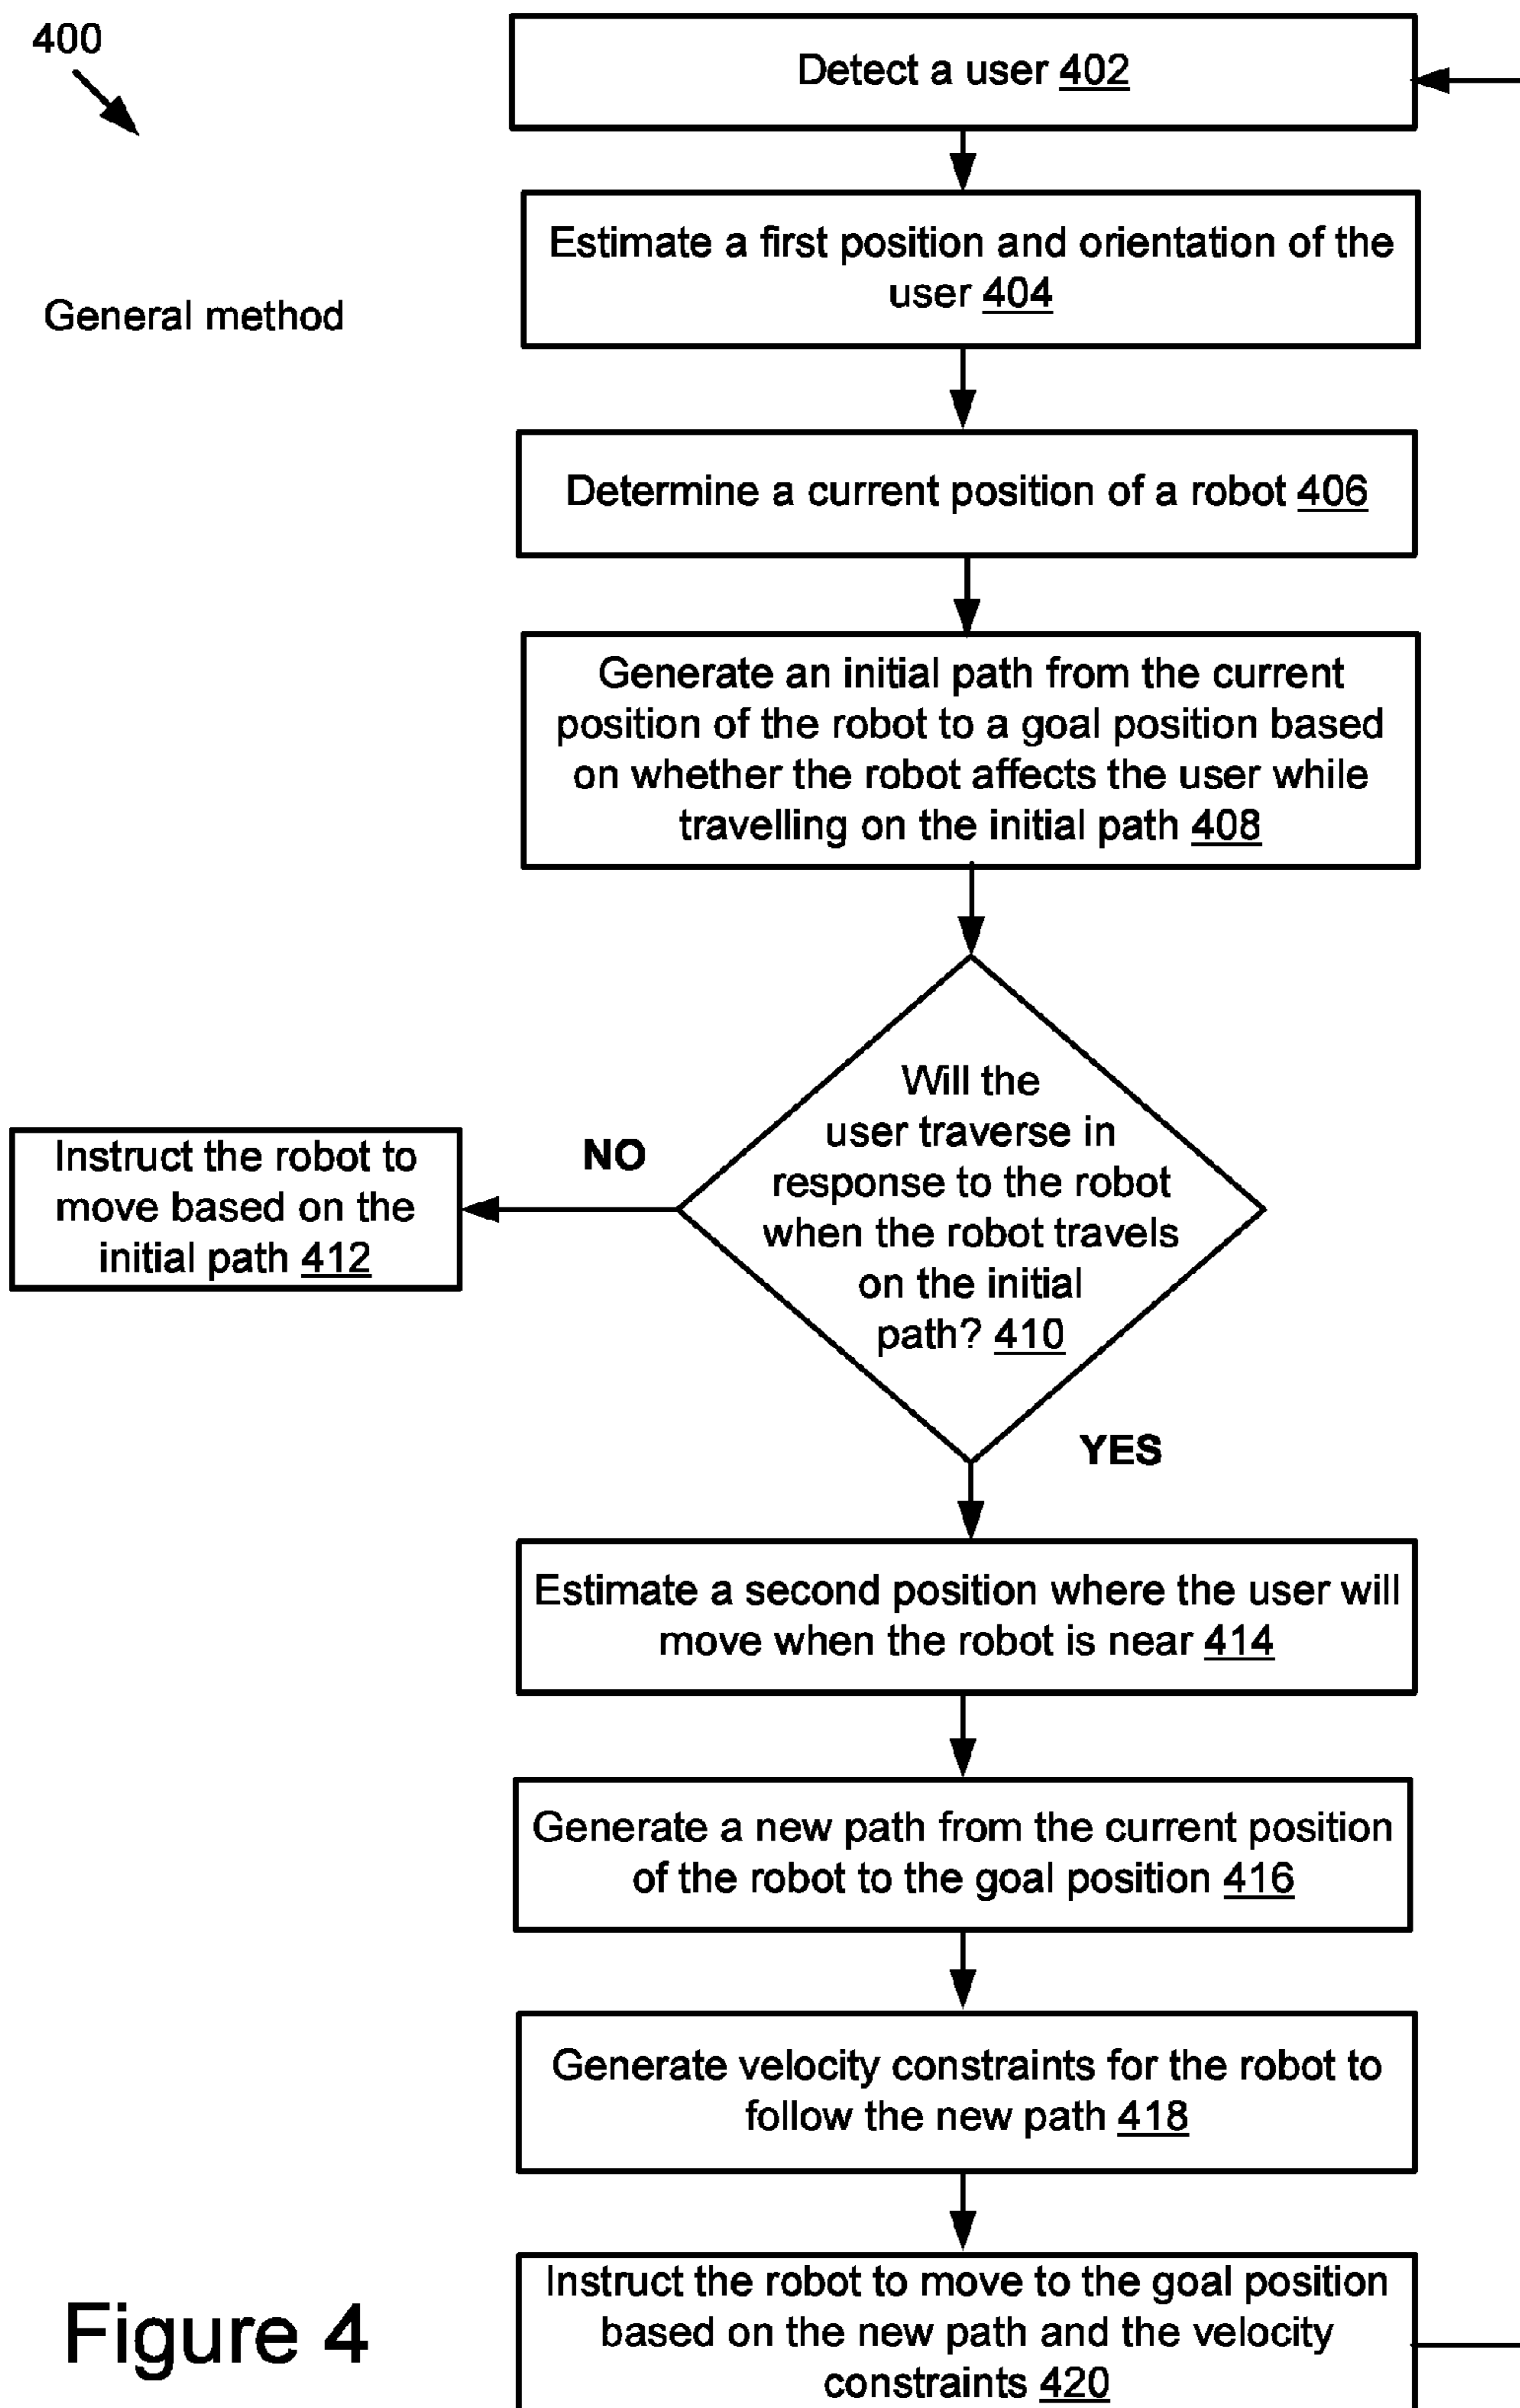 400
Detect a user 402
Estimate a first position and orientation of the
user 404
General method
Determine a current position of a robot 406
Generate an initial path from the current
position of the robot to a goal position based
on whether the robot affects the user while
travelling on the initial path 408
Will the
user traverse in
response to the robot
when the robot travels
on the initial
path? 410
NO
Instruct the robot to
move based on the
initial path 412
YES
Estimate a second position where the user will
move when the robot is near 414
Generate a new path from the current position
of the robot to the goal position 416
Generate velocity constraints for the robot to
follow the new path 418
Instruct the robot to move to the goal position
based on the new path and the velocity
constraints 420
Figure 4